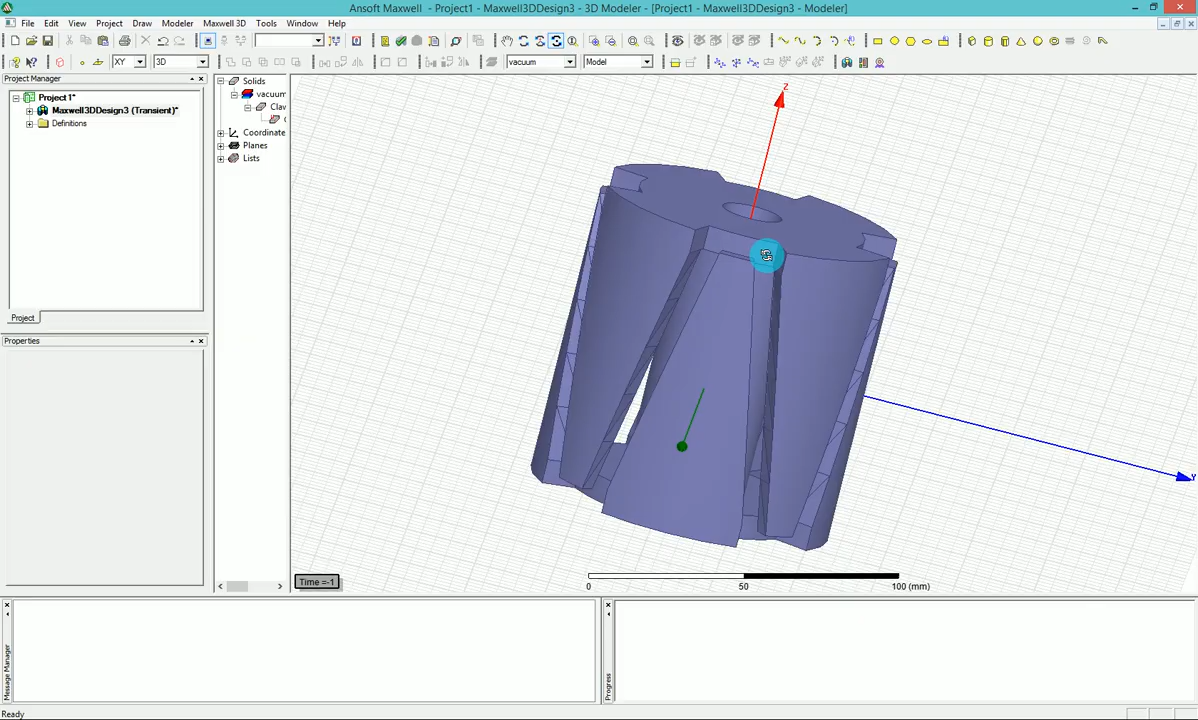 Ansoft Maxwell - Project1 - Maxwell3DDesign3 - 3D Modeler - [Project1 - Maxwell3DDesign3 - Modeler]
File Edit View Project Draw Modeler Maxwell 3D Tools Window Help
XY 3D vacuum Model
Project Manager
Project1*
Maxwell3DDesign3 (Transient)*
Definitions
Project
Properties
Solids
vacuum
Claw
Coordinate
Planes
Lists
Z
Y
Time =-1
0 50 100 (mm)
Message Manager
Progress
Ready